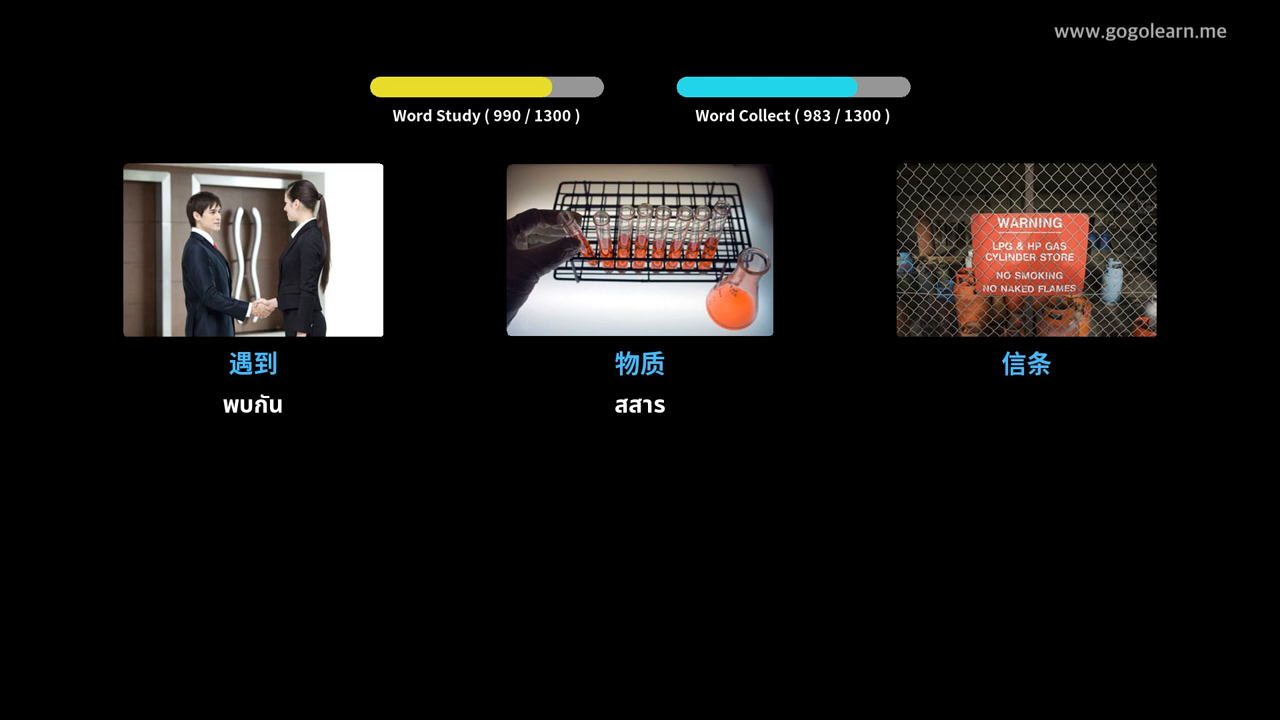 www.gogolearn.me
Word Study ( 990 / 1300 )
Word Collect ( 983 / 1300 )
WARNING
LPG & HP GAS
CYLINDER STORE
NO SMOKING
NO NAKED FLAMES
遇到
物质
信条
พบกัน
สสาร